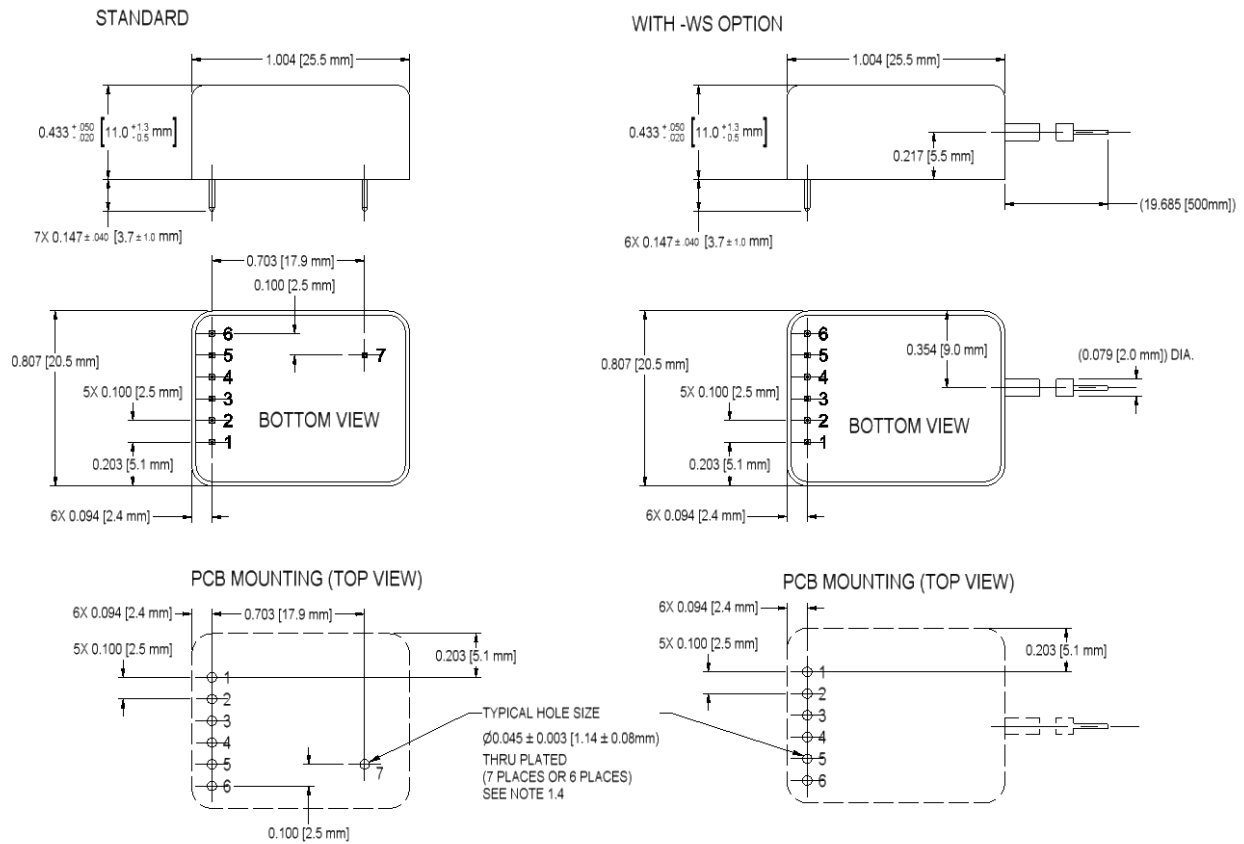 STANDARD
1.004 [25.5 mm]
0.433 +.050 -.020 [11.0 +1.3 -0.5 mm]
7X 0.147 ± .040 [3.7 ± 1.0 mm]
0.703 [17.9 mm]
0.100 [2.5 mm]
0.807 [20.5 mm]
6
5
7
4
5X 0.100 [2.5 mm]
3
2
BOTTOM VIEW
1
0.203 [5.1 mm]
6X 0.094 [2.4 mm]
PCB MOUNTING (TOP VIEW)
6X 0.094 [2.4 mm]
0.703 [17.9 mm]
5X 0.100 [2.5 mm]
0.203 [5.1 mm]
1
2
3
4
5
7
6
0.100 [2.5 mm]
TYPICAL HOLE SIZE
Ø0.045 ± 0.003 [1.14 ± 0.08mm)
THRU PLATED
(7 PLACES OR 6 PLACES)
SEE NOTE 1.4
WITH -WS OPTION
1.004 [25.5 mm]
0.433 +.050 -.020 [11.0 +1.3 -0.5 mm]
0.217 [5.5 mm]
(19.685 [500mm])
6X 0.147 ± .040 [3.7 ± 1.0 mm]
0.807 [20.5 mm]
6
5
0.354 [9.0 mm]
(0.079 [2.0 mm]) DIA.
4
5X 0.100 [2.5 mm]
3
2
BOTTOM VIEW
1
0.203 [5.1 mm]
6X 0.094 [2.4 mm]
PCB MOUNTING (TOP VIEW)
6X 0.094 [2.4 mm]
5X 0.100 [2.5 mm]
0.203 [5.1 mm]
1
2
3
4
5
6